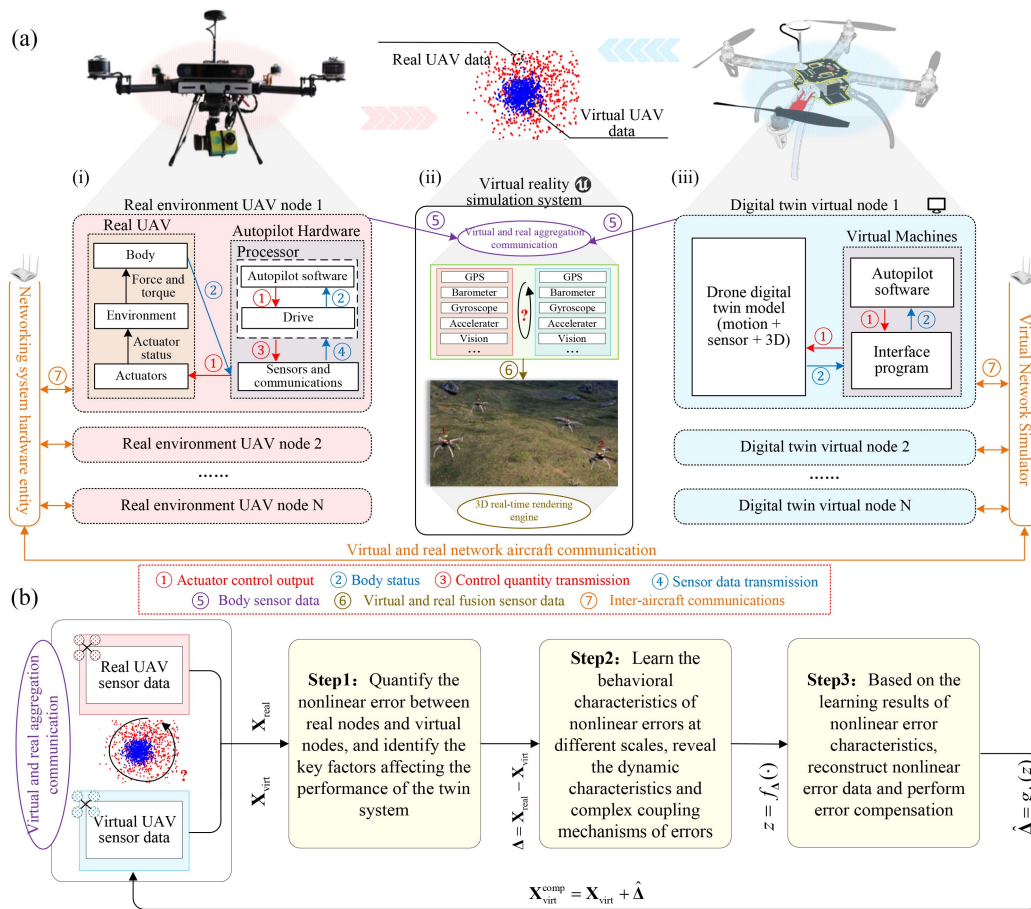 (a)
Real UAV data
Virtual UAV
data
(i)
(ii)
(iii)
Real environment UAV node 1
Virtual reality
simulation system
Digital twin virtual node 1
Real UAV
Body
Force and
torque
Environment
Actuator
status
Actuators
Autopilot Hardware
Processor
Autopilot software
① ②
Drive
③ ④
Sensors and
communications
②
①
⑤
⑤
Virtual and real aggregation
communication
GPS
Barometer
Gyroscope
Accelerater
Vision
...
?
GPS
Barometer
Gyroscope
Accelerater
Vision
...
⑥
3D real-time rendering
engine
Drone digital
twin model
(motion +
sensor + 3D)
Virtual Machines
Autopilot
software
① ②
Interface
program
①
②
Networking system hardware entity
⑦
⑦
Virtual Network Simulator
Real environment UAV node 2
......
Real environment UAV node N
Digital twin virtual node 2
......
Digital twin virtual node N
Virtual and real network aircraft communication
① Actuator control output ② Body status ③ Control quantity transmission ④ Sensor data transmission
⑤ Body sensor data ⑥ Virtual and real fusion sensor data ⑦ Inter-aircraft communications
(b)
Virtual and real aggregation
communication
Real UAV
sensor data
?
Virtual UAV
sensor data
X_real
X_virt
Step1: Quantify the
nonlinear error between
real nodes and virtual
nodes, and identify the
key factors affecting the
performance of the twin
system
Δ = X_real − X_virt
Step2: Learn the
behavioral
characteristics of
nonlinear errors at
different scales, reveal
the dynamic
characteristics and
complex coupling
mechanisms of errors
z = f_Δ(·)
Step3: Based on the
learning results of
nonlinear error
characteristics,
reconstruct nonlinear
error data and perform
error compensation
X_virt^comp = X_virt + Δ̂